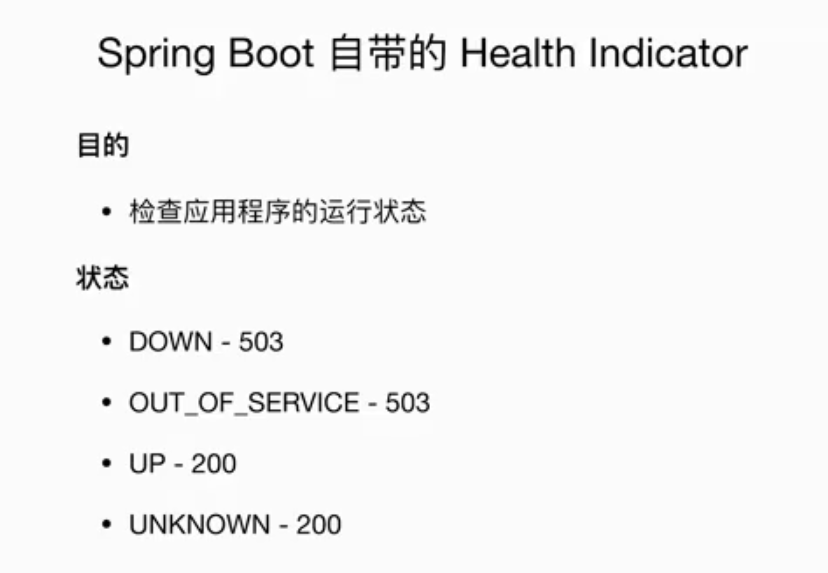 Spring Boot 自带的 Health Indicator
目的
• 检查应用程序的运行状态
状态
• DOWN - 503
• OUT_OF_SERVICE - 503
• UP - 200
• UNKNOWN - 200